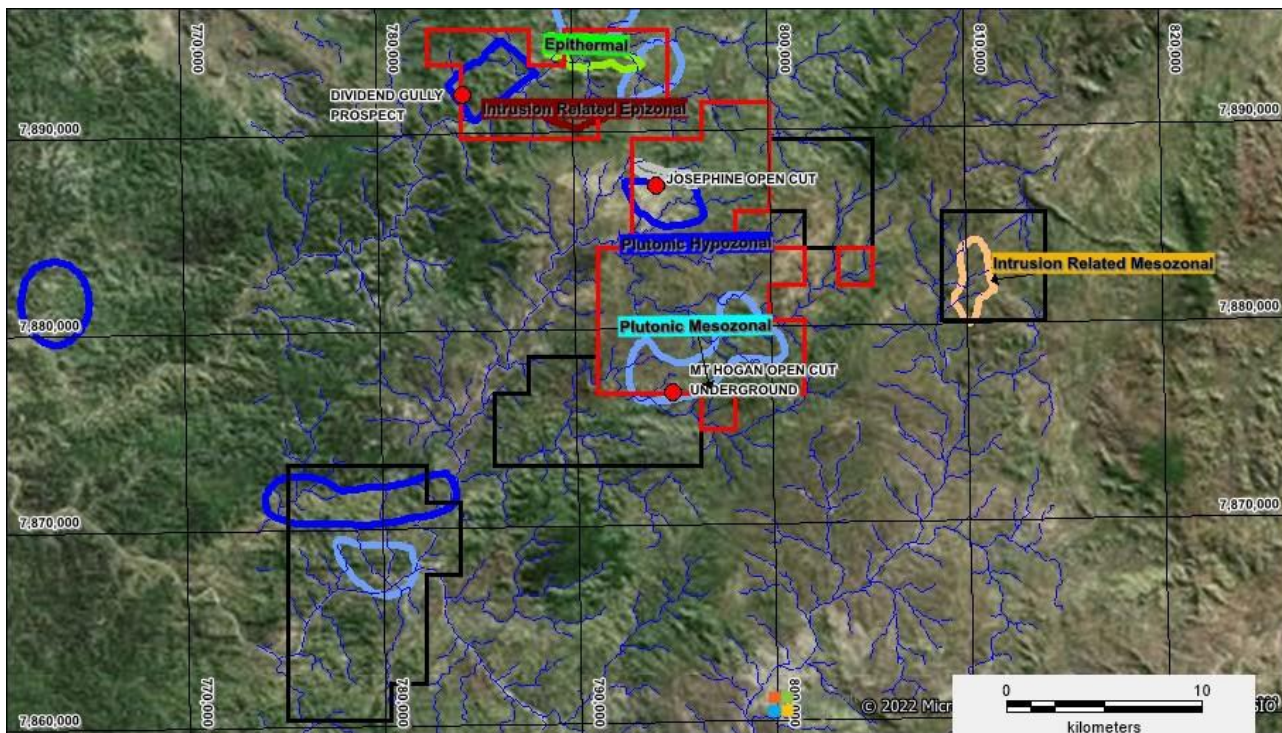 770,000
780,000
800,000
810,000
820,000
Epithermal
DIVIDEND GULLY
PROSPECT
Intrusion Related Epizonal
7,890,000
7,890,000
JOSEPHINE OPEN CUT
Plutonic Hypozonal
Intrusion Related Mesozonal
7,880,000
7,880,000
Plutonic Mesozonal
MT HOGAN OPEN CUT
UNDERGROUND
7,870,000
7,870,000
770,000
780,000
790,000
7,860,000
© 2022
0 10
kilometers